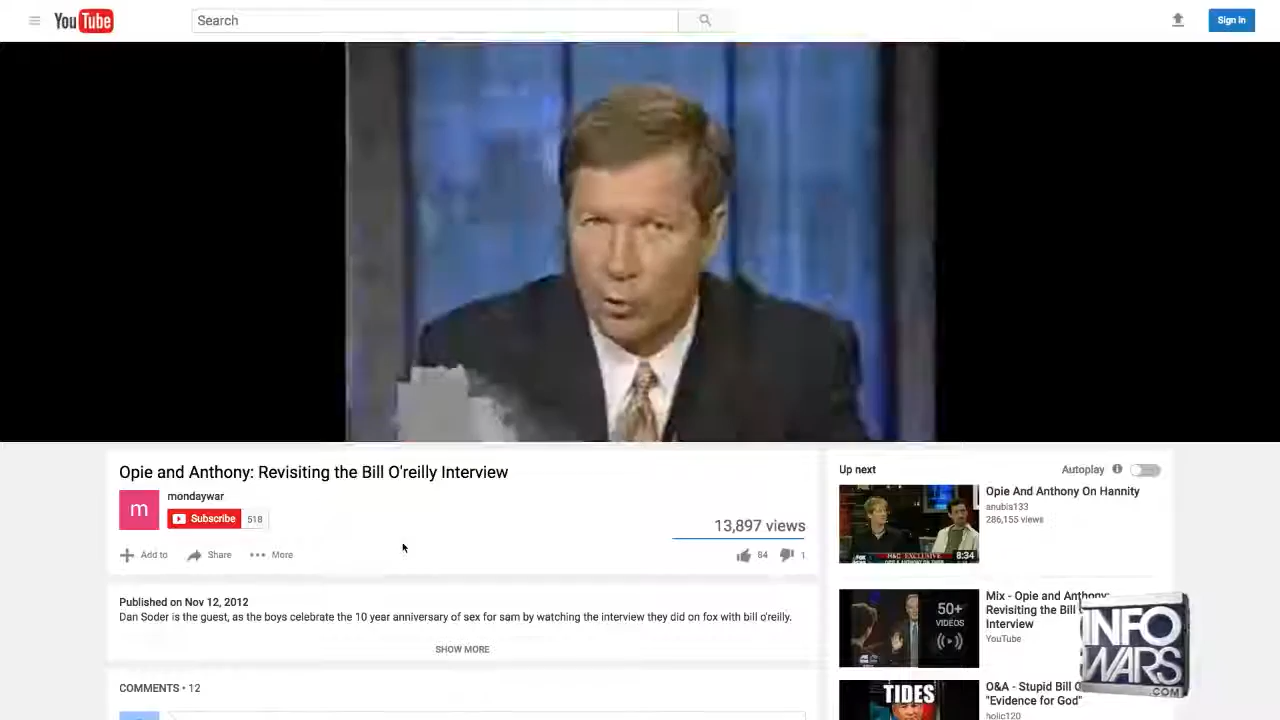 YouTube
Search
Sign in
Opie and Anthony: Revisiting the Bill O'reilly Interview
m
mondaywar
Subscribe 518
13,897 views
Add to Share More
84 1
Published on Nov 12, 2012
Dan Soder is the guest, as the boys celebrate the 10 year anniversary of sex for sam by watching the interview they did on fox with bill o'reilly.
SHOW MORE
COMMENTS • 12
Up next
Autoplay
Opie And Anthony On Hannity
anubis133
286,155 views
8:34
Mix - Opie and Anthony:
Revisiting the Bill
Interview
YouTube
50+
VIDEOS
O&A - Stupid Bill O
"Evidence for God"
holic120
TIDES
INFO
WARS
.COM